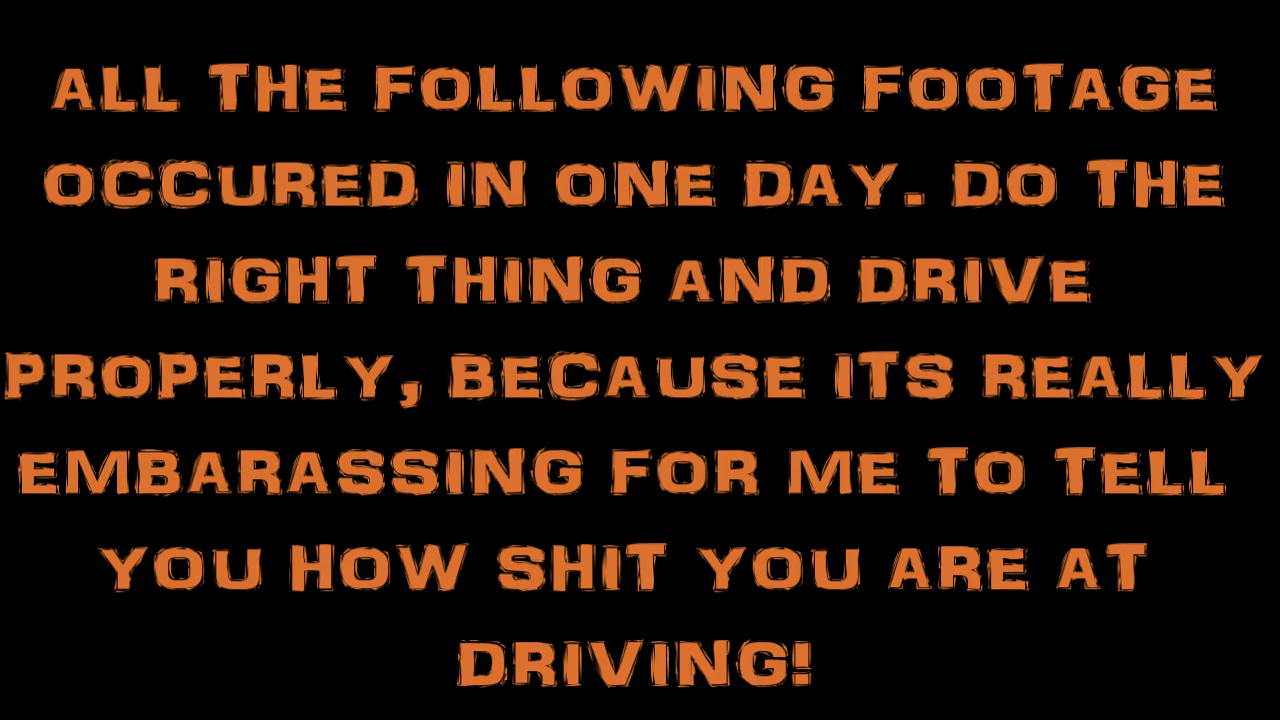 ALL THE FOLLOWING FOOTAGE
OCCURED IN ONE DAY. DO THE
RIGHT THING AND DRIVE
PROPERLY, BECAUSE ITS REALLY
EMBARASSING FOR ME TO TELL
YOU HOW SHIT YOU ARE AT
DRIVING!